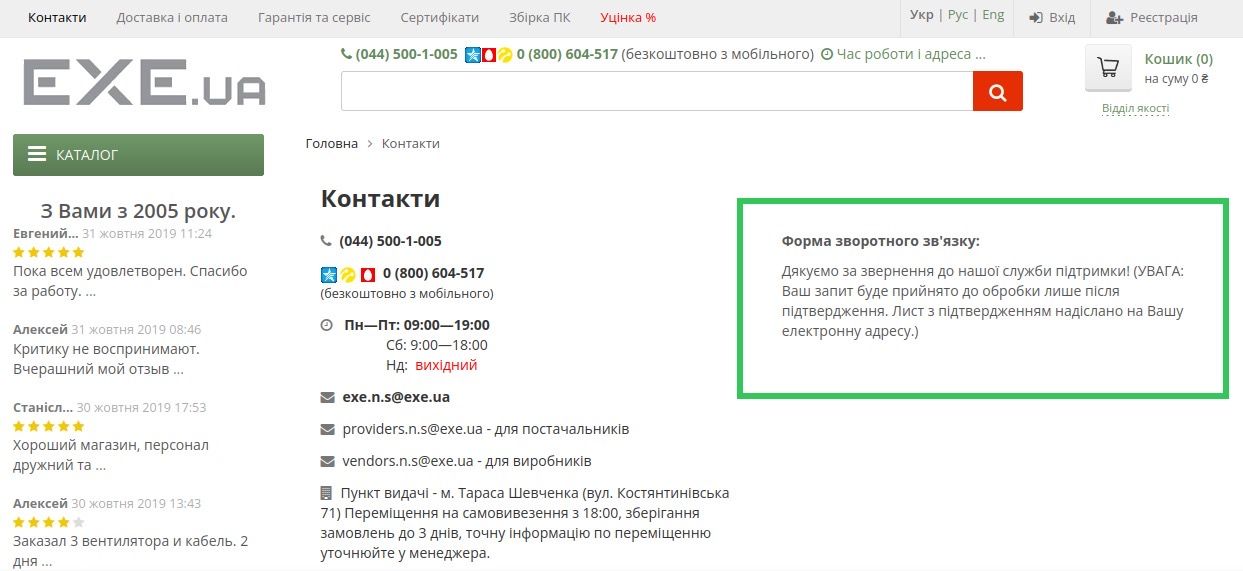 Контакти Доставка і оплата Гарантія та сервіс Сертифікати Збірка ПК Уцінка % Укр | Рус | Eng Вхід Реєстрація
EXE.UA
(044) 500-1-005 0 (800) 604-517 (безкоштовно з мобільного) Час роботи і адреса ...
Кошик (0)
на суму 0 ₴
Відділ якості
КАТАЛОГ
Головна > Контакти
З Вами з 2005 року.
Евгений... 31 жовтня 2019 11:24
Пока всем удовлетворен. Спасибо
за работу. ...
Алексей 31 жовтня 2019 08:46
Критику не воспринимают.
Вчерашний мой отзыв ...
Станісл... 30 жовтня 2019 17:53
Хороший магазин, персонал
дружний та ...
Алексей 30 жовтня 2019 13:43
Заказал 3 вентилятора и кабель. 2
дня ...
Контакти
(044) 500-1-005
0 (800) 604-517
(безкоштовно з мобільного)
Пн—Пт: 09:00—19:00
Сб: 9:00—18:00
Нд: вихідний
exe.n.s@exe.ua
providers.n.s@exe.ua - для постачальників
vendors.n.s@exe.ua - для виробників
Пункт видачі - м. Тараса Шевченка (вул. Костянтинівська
71) Переміщення на самовивезення з 18:00, зберігання
замовлень до 3 днів, точну інформацію по переміщенню
уточнюйте у менеджера.
Форма зворотного зв'язку:
Дякуємо за звернення до нашої служби підтримки! (УВАГА:
Ваш запит буде прийнято до обробки лише після
підтвердження. Лист з підтвердженням надіслано на Вашу
електронну адресу.)